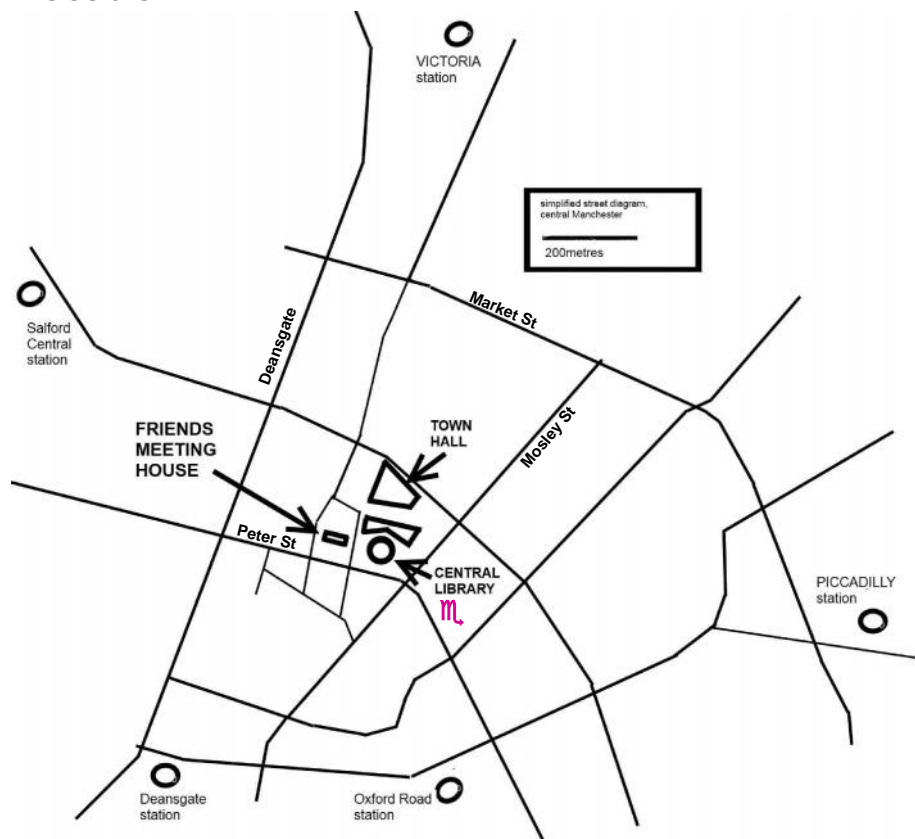 VICTORIA
station
simplified street diagram,
central Manchester
200metres
Market St
Salford
Central
station
Deansgate
Mosley St
TOWN
HALL
FRIENDS
MEETING
HOUSE
Peter St
CENTRAL
LIBRARY
♏
PICCADILLY
station
Deansgate
station
Oxford Road
station